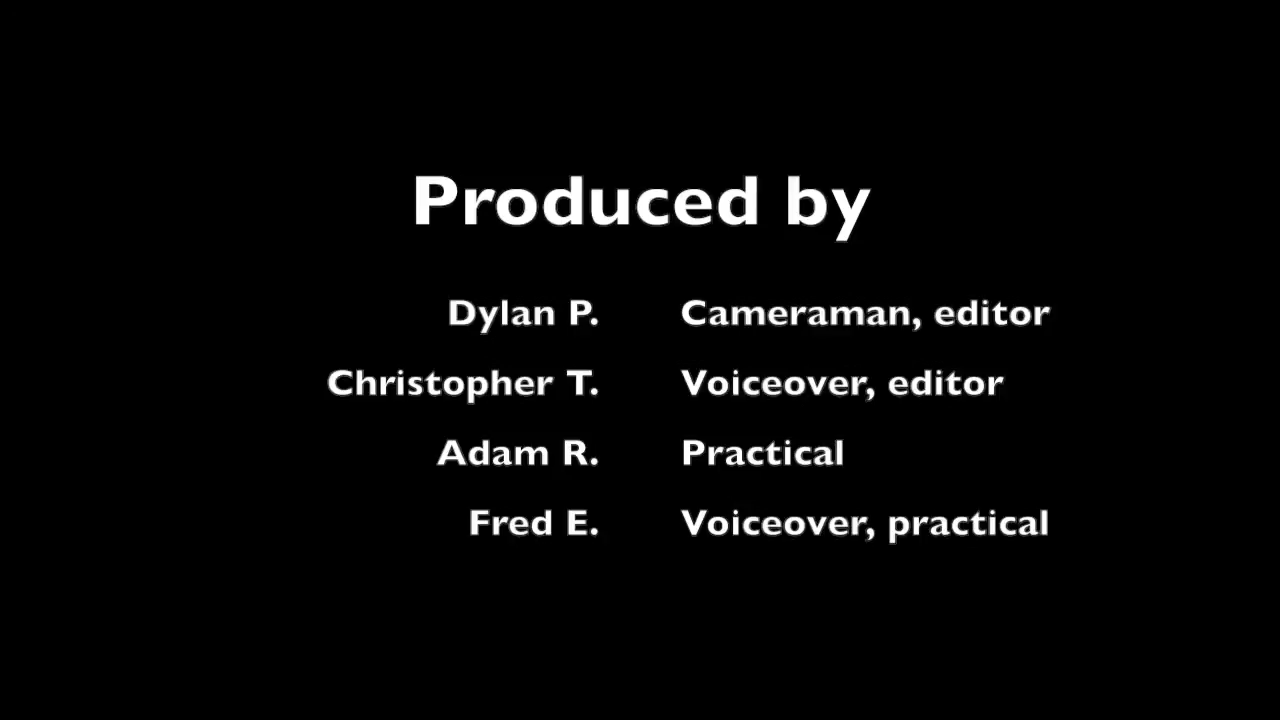 Produced by
Dylan P. Cameraman, editor
Christopher T. Voiceover, editor
Adam R. Practical
Fred E. Voiceover, practical